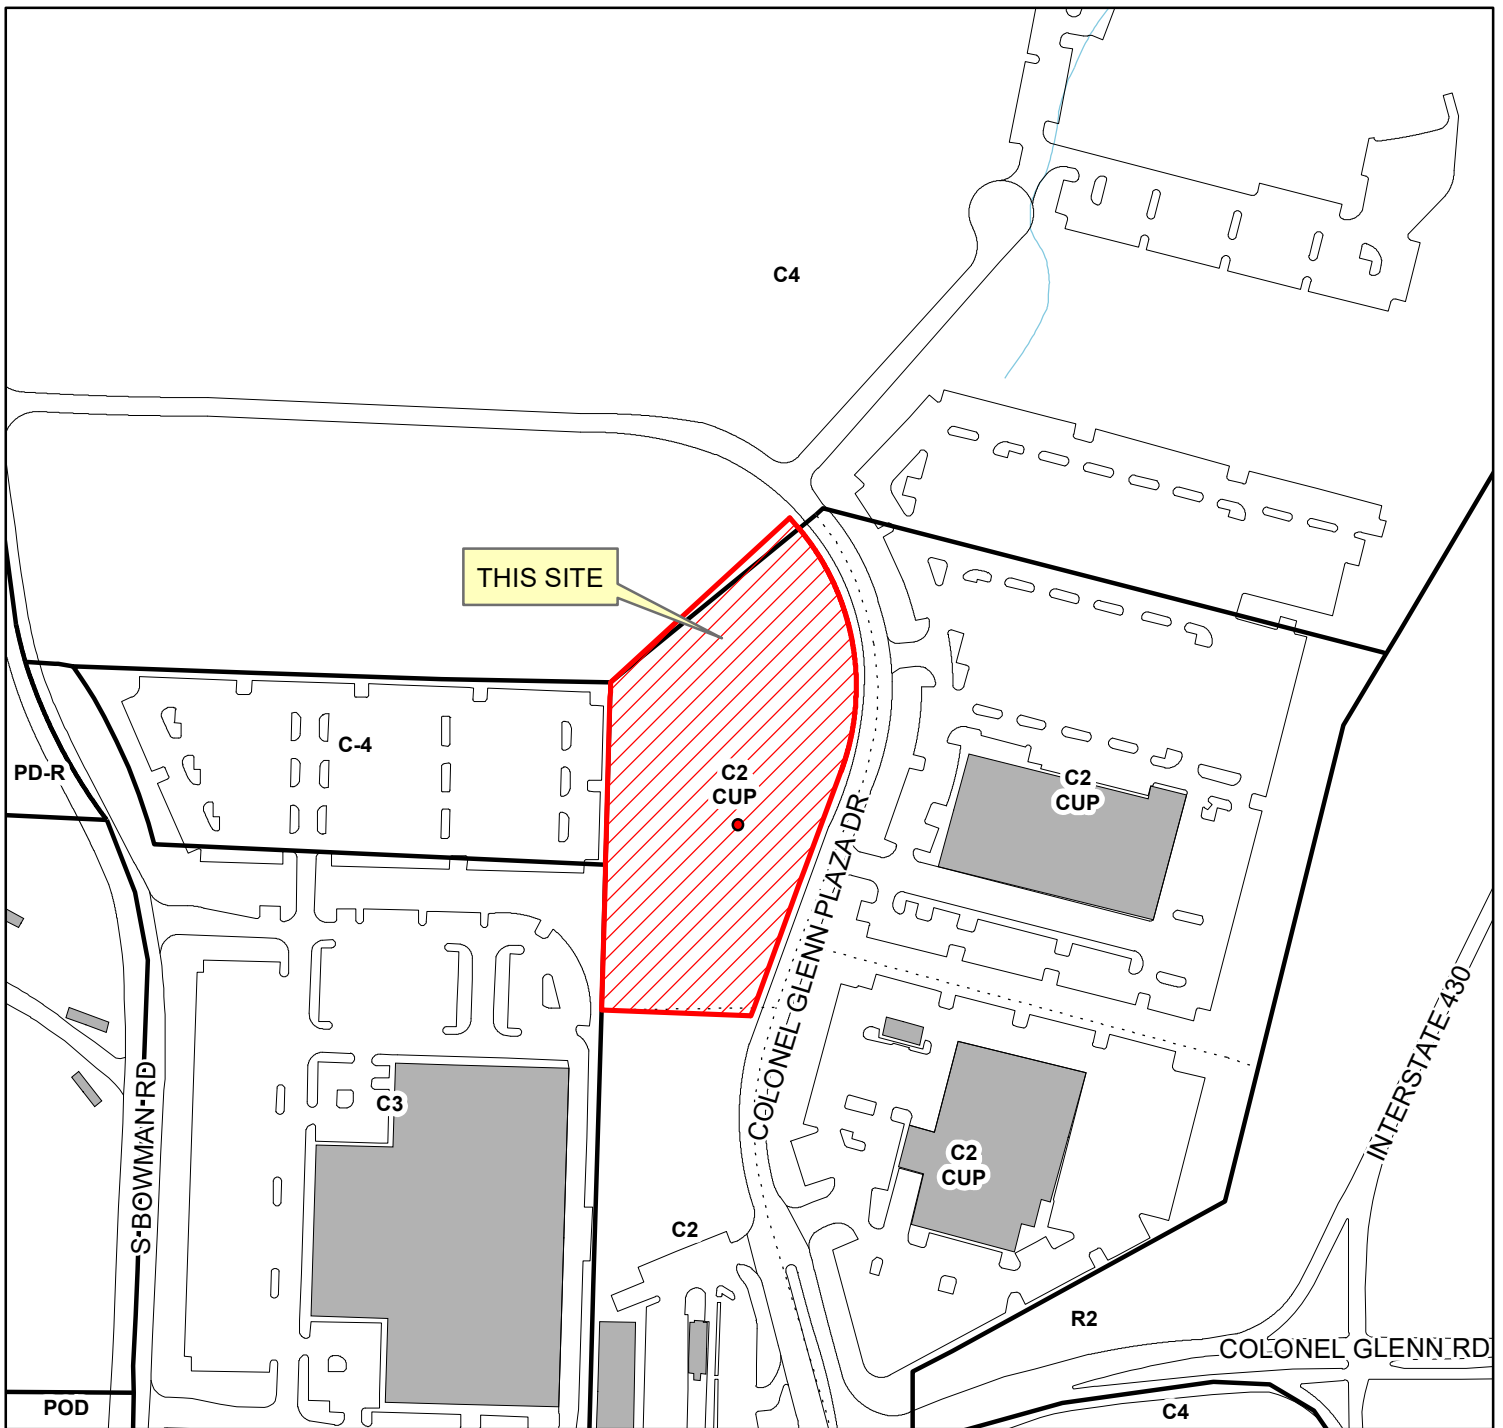 C4
THIS SITE
C-4
PD-R
C2
CUP
C2
CUP
COLONEL GLENN PLAZA DR
INTERSTATE 430
S BOWMAN RD
C3
C2
CUP
C2
R2
COLONEL GLENN RD
POD
C4